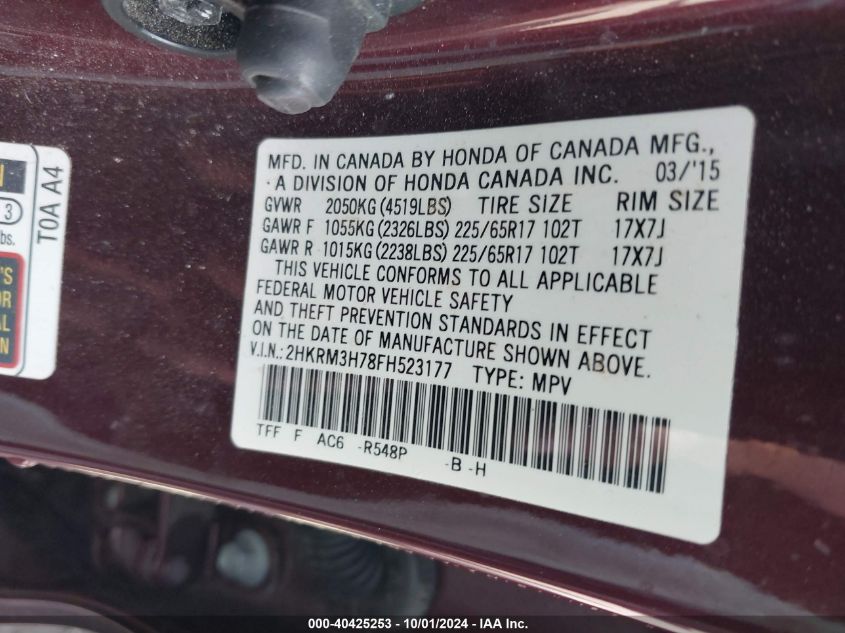 MFD. IN CANADA BY HONDA OF CANADA MFG.,
A DIVISION OF HONDA CANADA INC. 03/'15
GVWR 2050KG (4519LBS) TIRE SIZE RIM SIZE
GAWR F 1055KG (2326LBS) 225/65R17 102T 17X7J
GAWR R 1015KG (2238LBS) 225/65R17 102T 17X7J
THIS VEHICLE CONFORMS TO ALL APPLICABLE
FEDERAL MOTOR VEHICLE SAFETY
AND THEFT PREVENTION STANDARDS IN EFFECT
ON THE DATE OF MANUFACTURE SHOWN ABOVE.
V.I.N.: 2HKRM3H78FH523177 TYPE: MPV
TFF F AC6 -R548P -B -H
T0A A4
3
lbs.
000-40425253 - 10/01/2024 - IAA Inc.